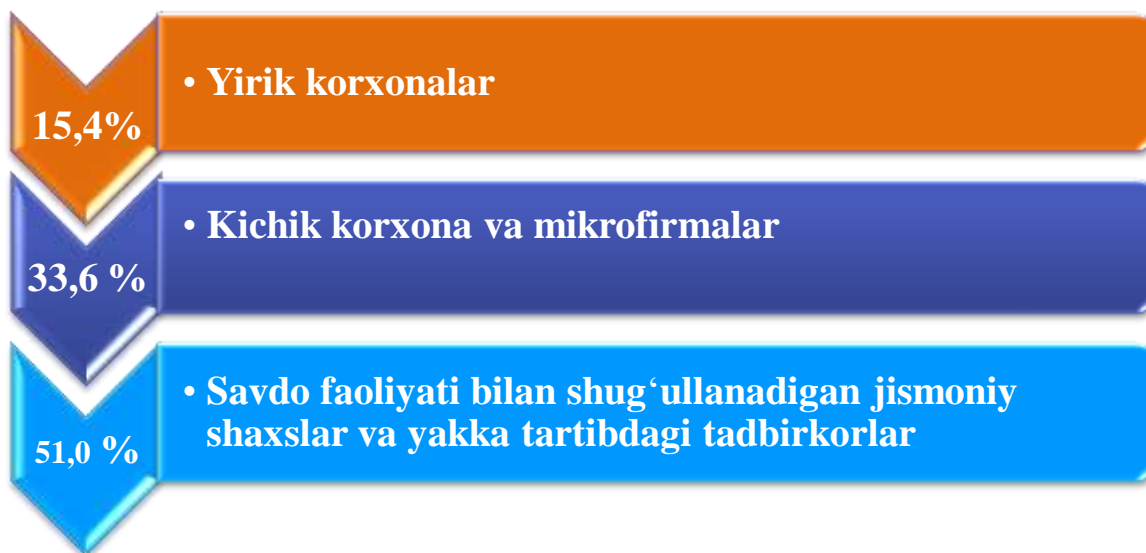 15,4%
• Yirik korxonalar
33,6 %
• Kichik korxona va mikrofirmalar
51,0 %
• Savdo faoliyati bilan shug‘ullanadigan jismoniy
shaxslar va yakka tartibdagi tadbirkorlar